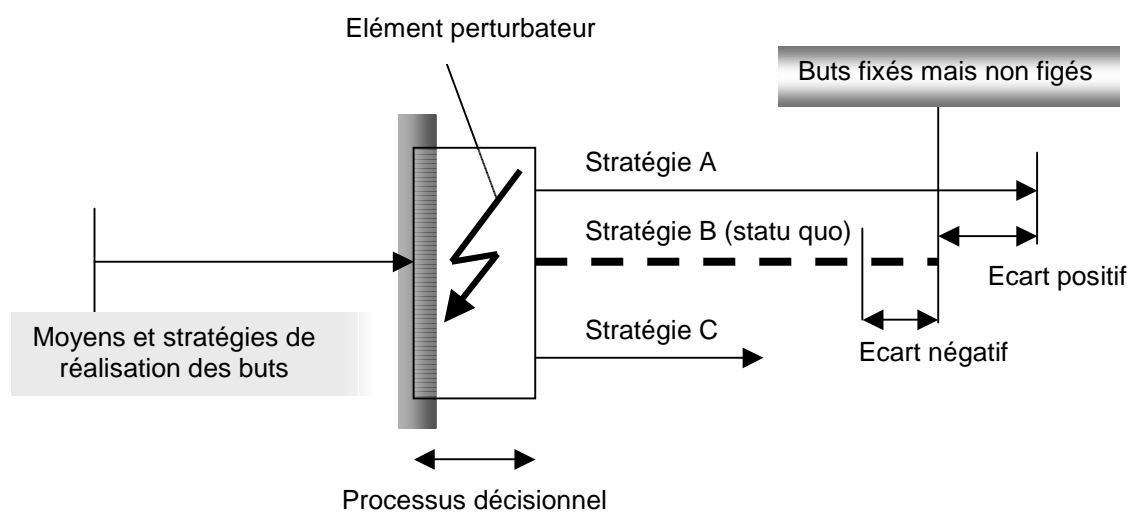 Elément perturbateur
Buts fixés mais non figés
Stratégie A
Stratégie B (statu quo)
Ecart positif
Moyens et stratégies de
réalisation des buts
Stratégie C
Ecart négatif
Processus décisionnel